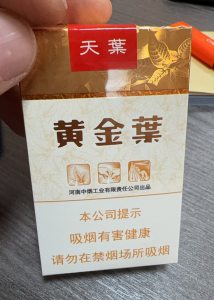 天葉
黄金葉
河南中烟工业有限责任公司出品
本公司提示
吸烟有害健康
请勿在禁烟场所吸烟